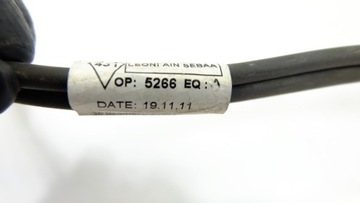 LEONI AIN SEBAA
OP: 5266 EQ:
DATE: 19.11.11